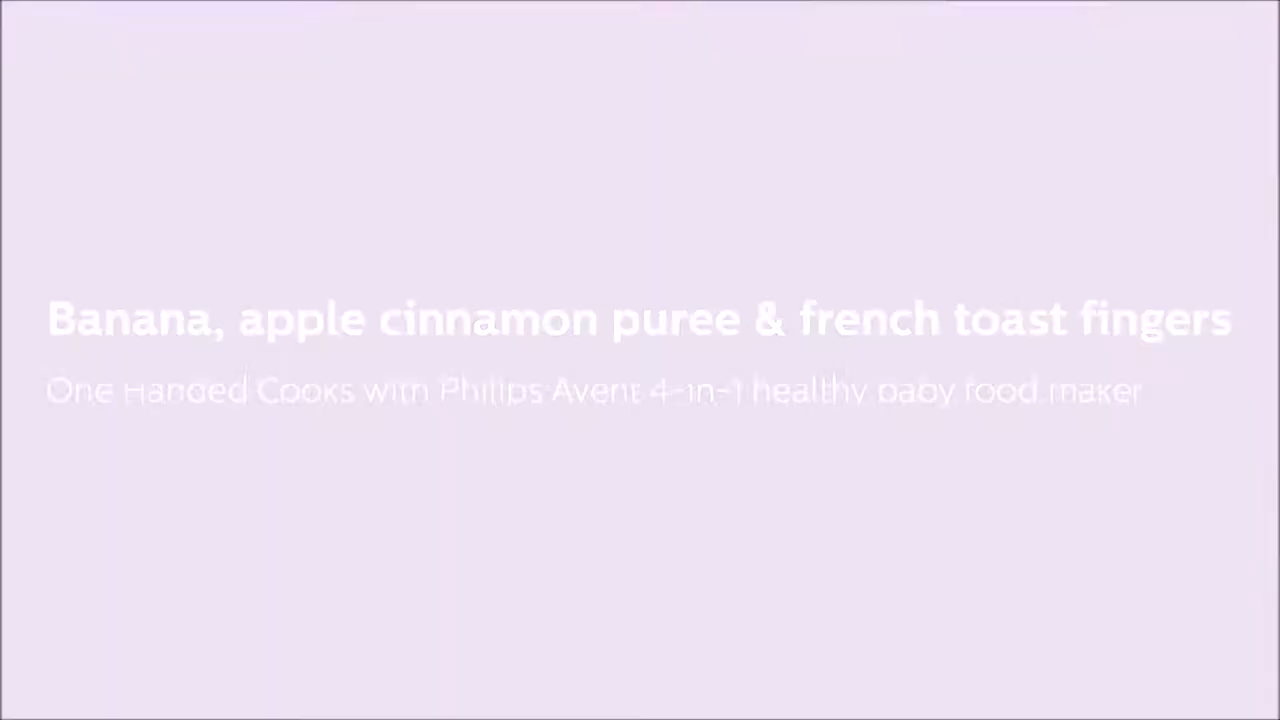 Banana, apple cinnamon puree & french toast fingers
One Handed Cooks with Philips Avent 4-in-1 healthy baby food maker